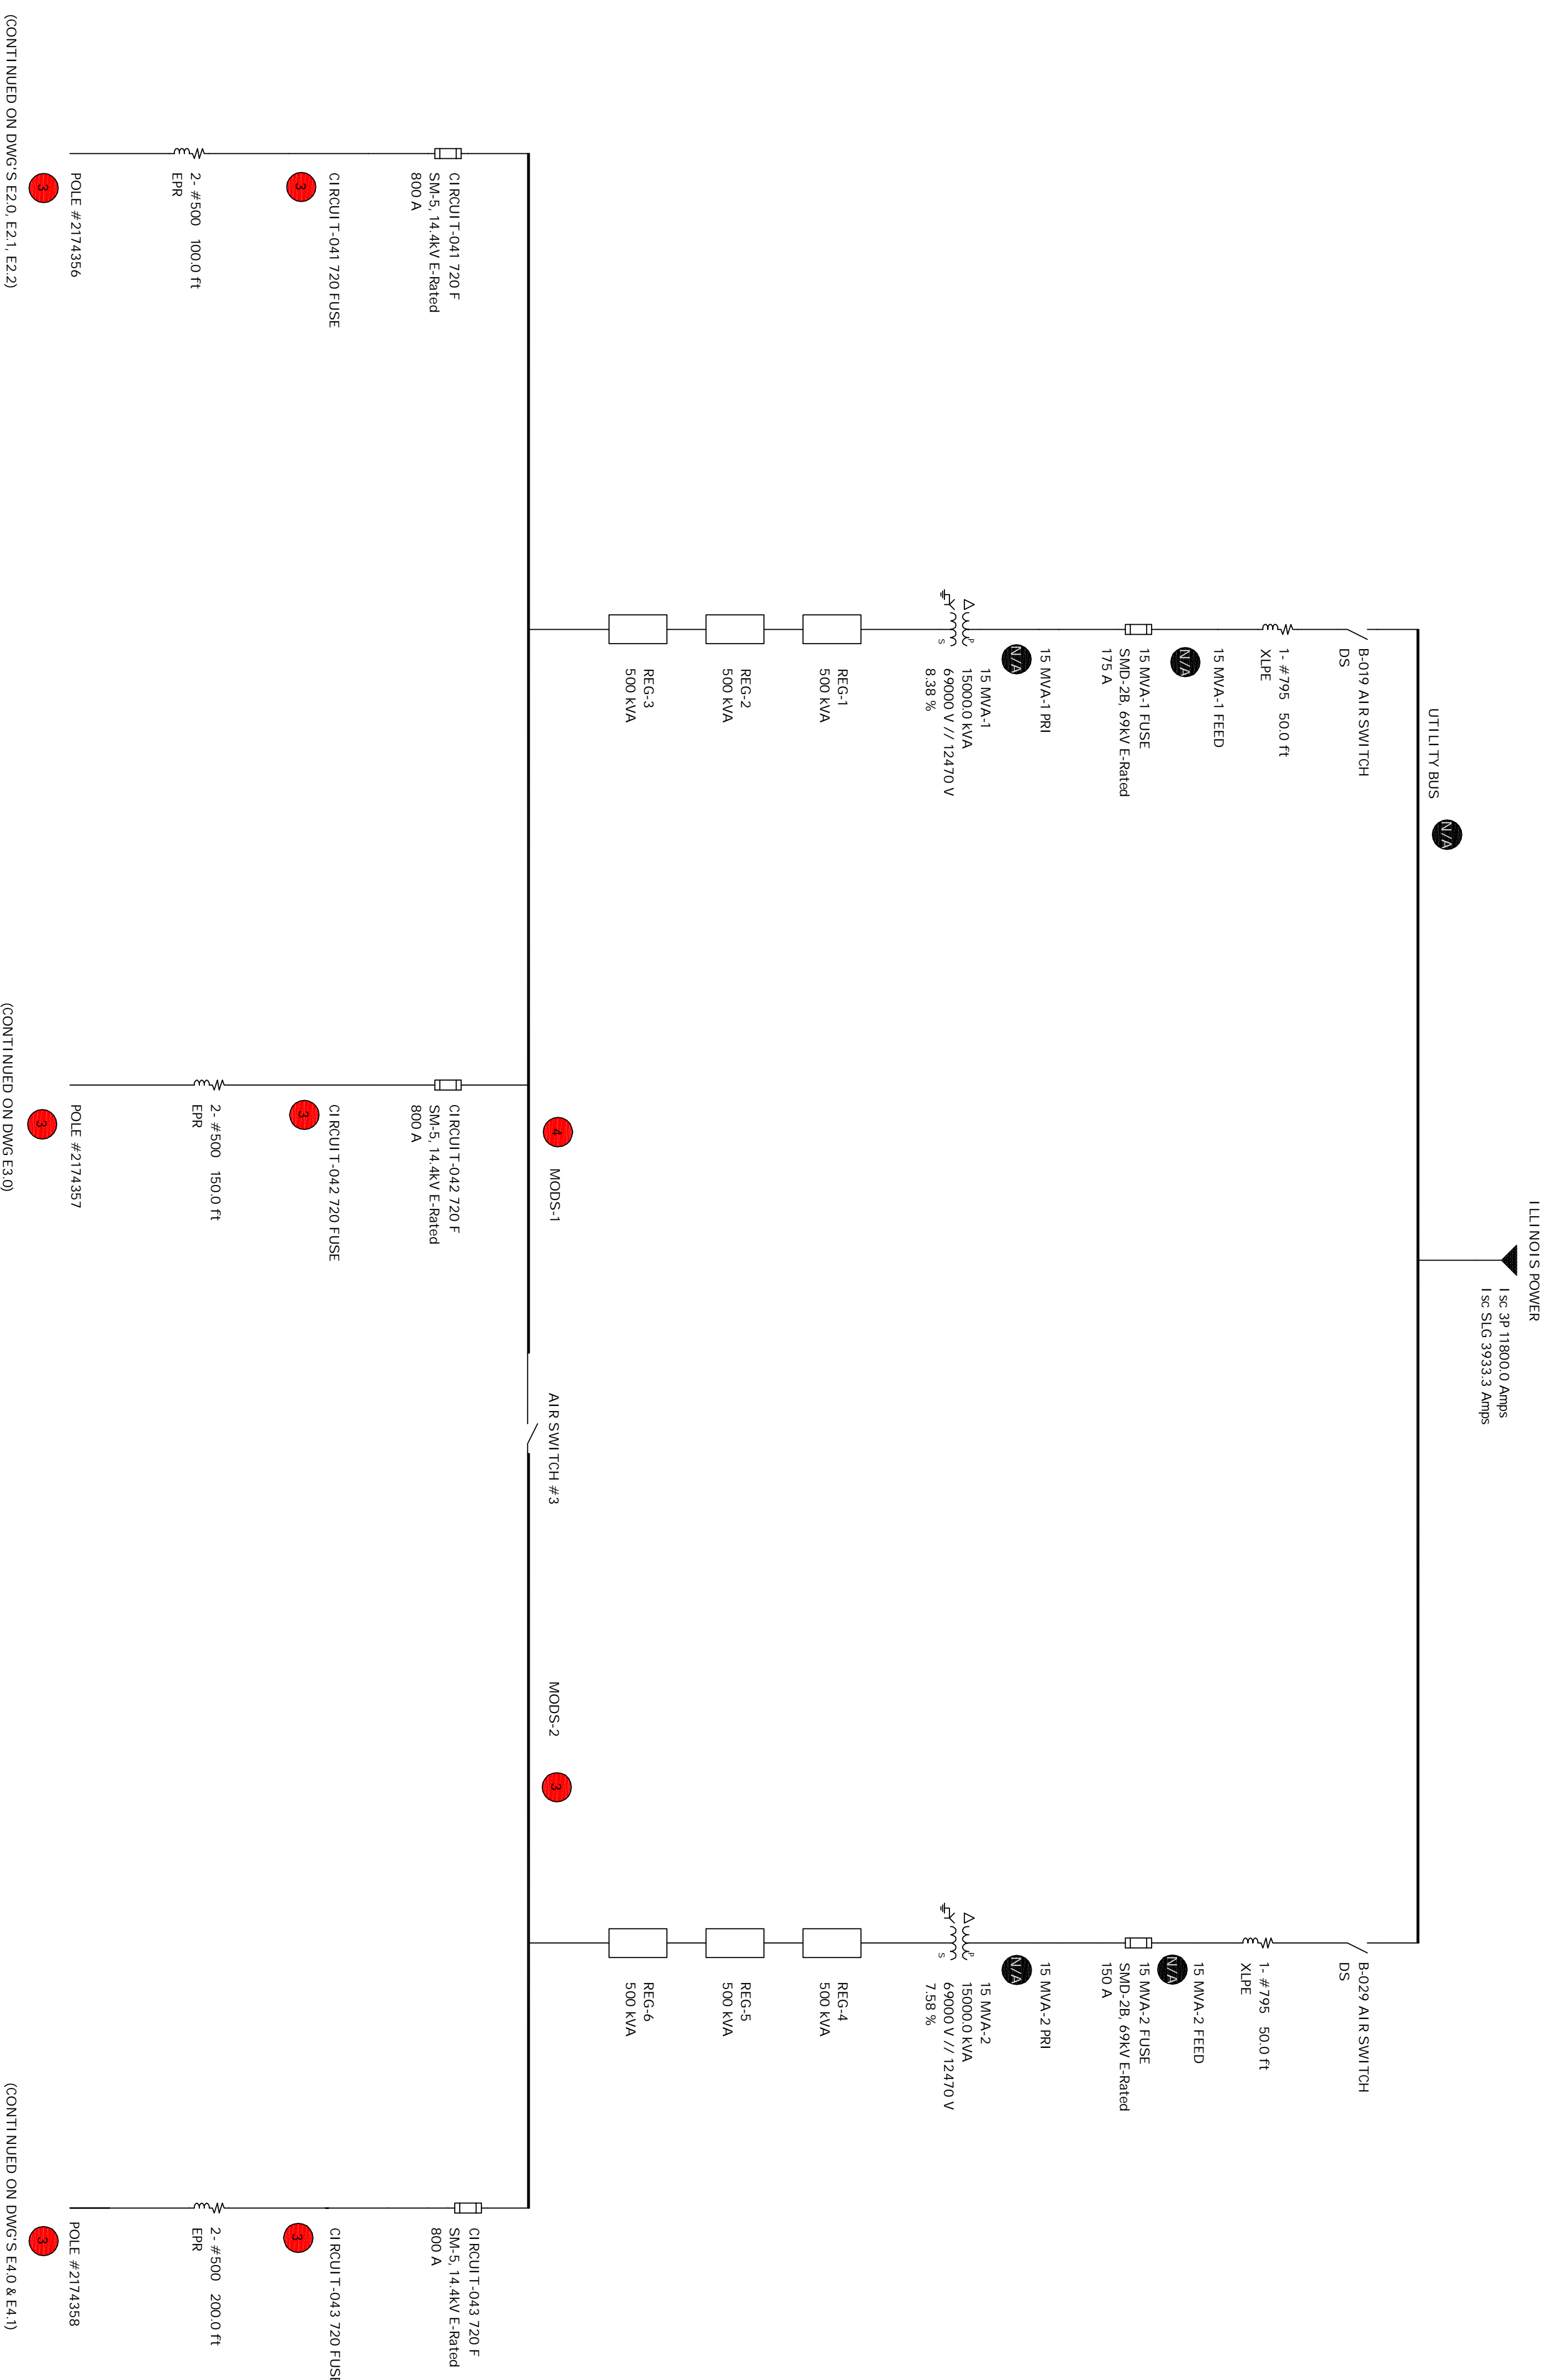 ILLINOIS POWER
Isc 3P 11800.0 Amps
Isc SLG 3933.3 Amps
UTILITY BUS
N/A
B-019 AIR SWITCH
DS
1- #795 50.0 ft
XLPE
15 MVA-1 FEED
N/A
15 MVA-1 FUSE
SMD-2B, 69kV E-Rated
175 A
15 MVA-1 PRI
N/A
P
S
15 MVA-1
15000.0 kVA
69000 V // 12470 V
8.38 %
REG-1
500 kVA
REG-2
500 kVA
REG-3
500 kVA
B-029 AIR SWITCH
DS
1- #795 50.0 ft
XLPE
15 MVA-2 FEED
N/A
15 MVA-2 FUSE
SMD-2B, 69kV E-Rated
150 A
15 MVA-2 PRI
N/A
P
S
15 MVA-2
15000.0 kVA
69000 V // 12470 V
7.58 %
REG-4
500 kVA
REG-5
500 kVA
REG-6
500 kVA
4
MODS-1
AIR SWITCH #3
MODS-2
3
CIRCUIT-041 720 F
SM-5, 14.4kV E-Rated
800 A
CIRCUIT-041 720 FUSE
3
2- #500 100.0 ft
EPR
POLE #2174356
3
(CONTINUED ON DWG'S E2.0, E2.1, E2.2)
CIRCUIT-042 720 F
SM-5, 14.4kV E-Rated
800 A
CIRCUIT-042 720 FUSE
3
2- #500 150.0 ft
EPR
POLE #2174357
3
(CONTINUED ON DWG E3.0)
CIRCUIT-043 720 F
SM-5, 14.4kV E-Rated
800 A
CIRCUIT-043 720 FUSE
3
2- #500 200.0 ft
EPR
POLE #2174358
3
(CONTINUED ON DWG'S E4.0 & E4.1)